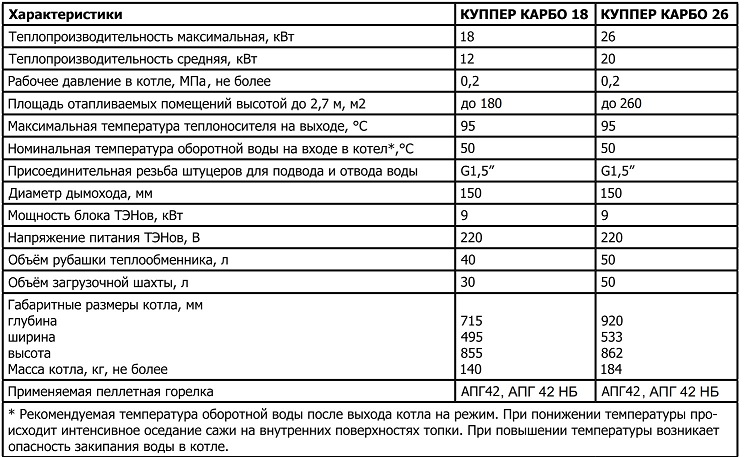 Характеристики КУППЕР КАРБО 18 КУППЕР КАРБО 26
Теплопроизводительность максимальная, кВт 18 26
Теплопроизводительность средняя, кВт 12 20
Рабочее давление в котле, МПа, не более 0,2 0,2
Площадь отапливаемых помещений высотой до 2,7 м, м2 до 180 до 260
Максимальная температура теплоносителя на выходе, °С 95 95
Номинальная температура оборотной воды на входе в котел*,°С 50 50
Присоединительная резьба штуцеров для подвода и отвода воды G1,5″ G1,5″
Диаметр дымохода, мм 150 150
Мощность блока ТЭНов, кВт 9 9
Напряжение питания ТЭНов, В 220 220
Объём рубашки теплообменника, л 40 50
Объём загрузочной шахты, л 30 50
Габаритные размеры котла, мм
глубина 715 920
ширина 495 533
высота 855 862
Масса котла, кг, не более 140 184
Применяемая пеллетная горелка АПГ42, АПГ 42 НБ АПГ42, АПГ 42 НБ
* Рекомендуемая температура оборотной воды после выхода котла на режим. При понижении температуры про-
исходит интенсивное оседание сажи на внутренних поверхностях топки. При повышении температуры возникает
опасность закипания воды в котле.